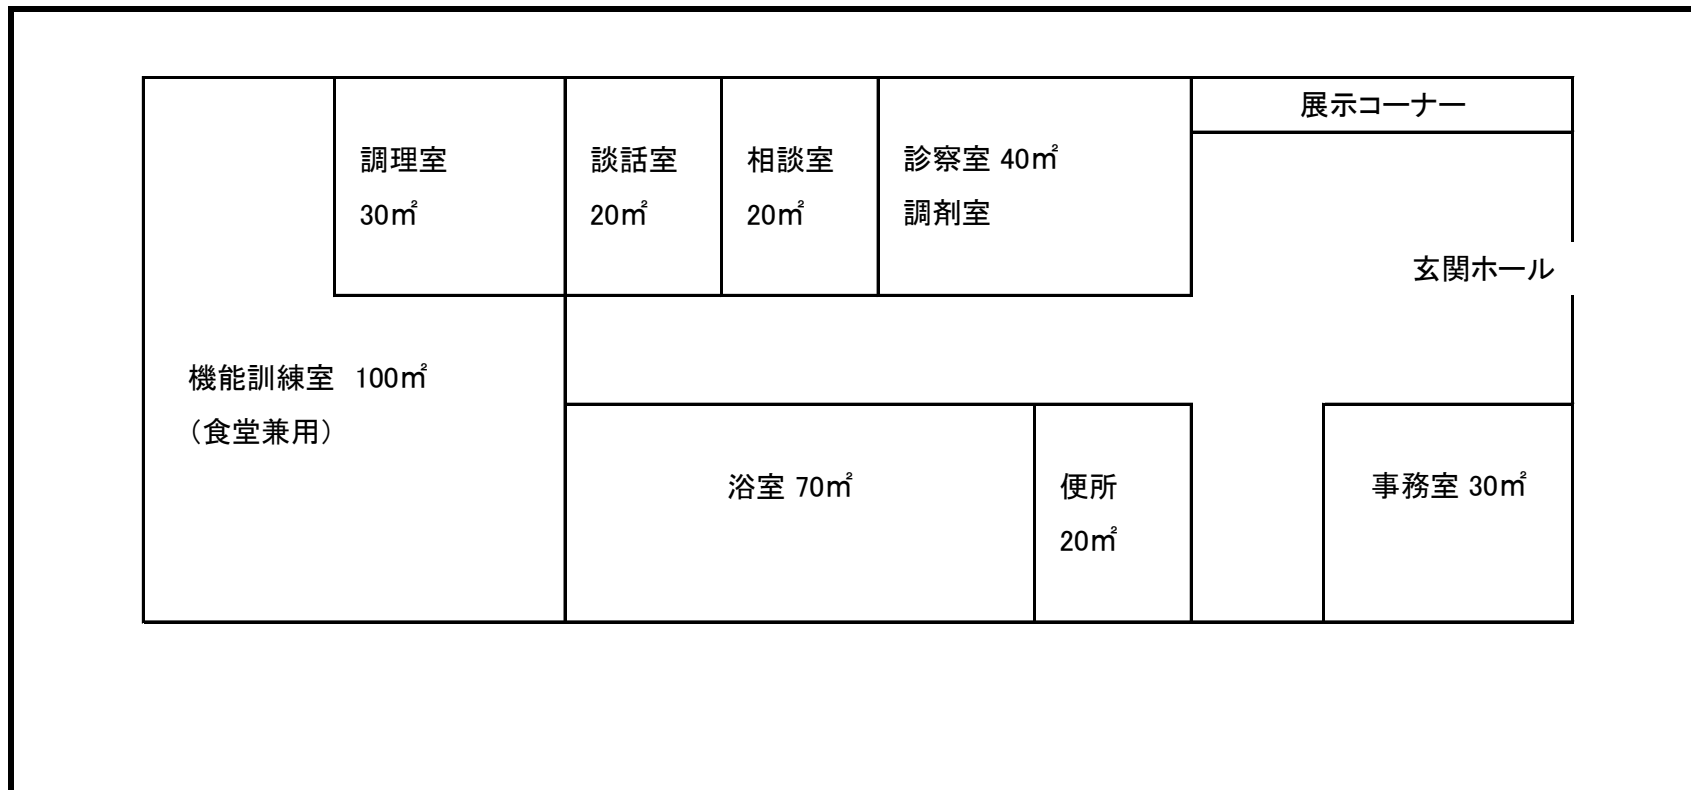 展示コーナー
調理室
30㎡
談話室
20㎡
相談室
20㎡
診察室 40㎡
調剤室
玄関ホール
機能訓練室　100㎡
（食堂兼用）
浴室 70㎡
便所
20㎡
事務室 30㎡